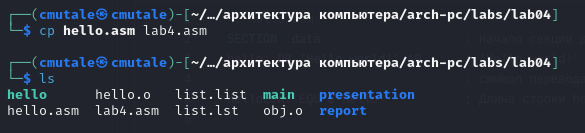 ┌──(cmutale㉿cmutale)-[~/…/архитектура компьютера/arch-pc/labs/lab04]
└─$ cp hello.asm lab4.asm
┌──(cmutale㉿cmutale)-[~/…/архитектура компьютера/arch-pc/labs/lab04]
└─$ ls
hello hello.o list.list main presentation
hello.asm lab4.asm list.lst obj.o report